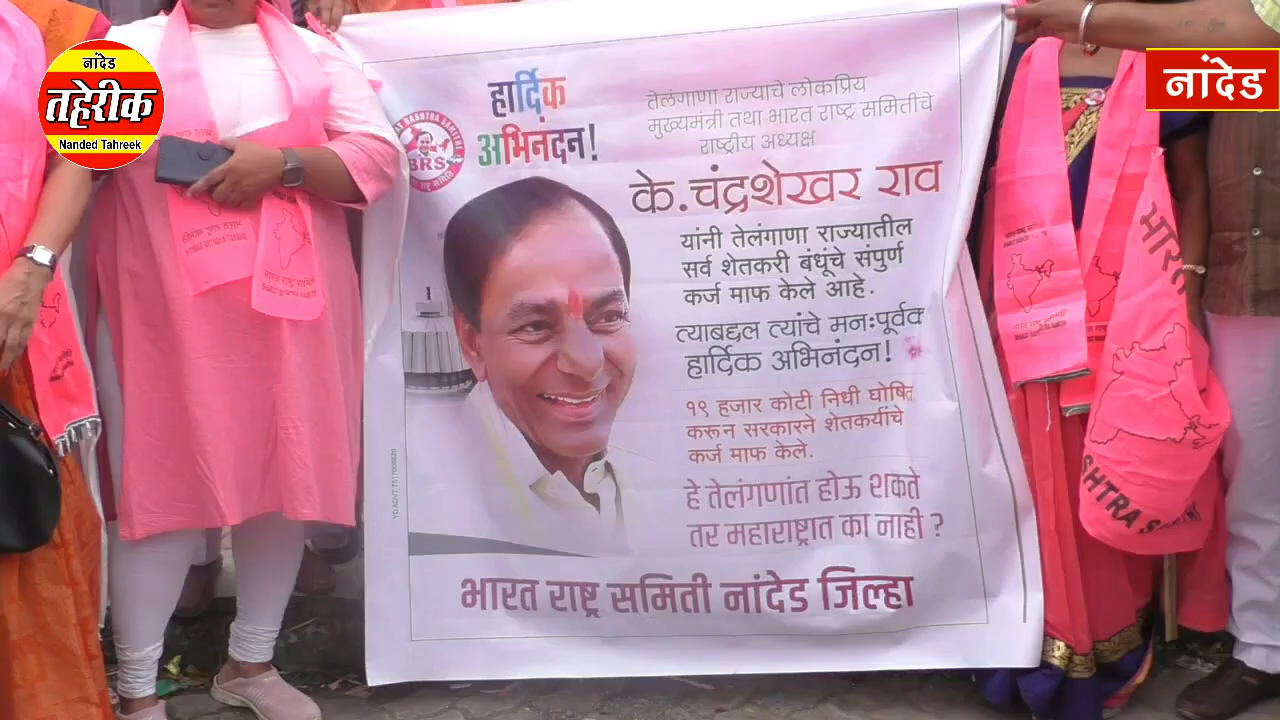 नांदेड
तहेरीक
Nanded Tahreek
नांदेड
हार्दिक
अभिनंदन!
BRS
तेलंगाणा राज्याचे लोकप्रिय
मुख्यमंत्री तथा भारत राष्ट्र समितीचे
राष्ट्रीय अध्यक्ष
के. चंद्रशेखर राव
यांनी तेलंगाणा राज्यातील
सर्व शेतकरी बंधूंचे संपुर्ण
कर्ज माफ केले आहे.
त्याबद्दल त्यांचे मनःपूर्वक
हार्दिक अभिनंदन!
१९ हजार कोटी निधी घोषित
करून सरकारने शेतकर्यांचे
कर्ज माफ केले.
हे तेलंगणांत होऊ शकते
तर महाराष्ट्रात का नाही ?
भारत राष्ट्र समिती नांदेड जिल्हा
भारत
SHTRA S